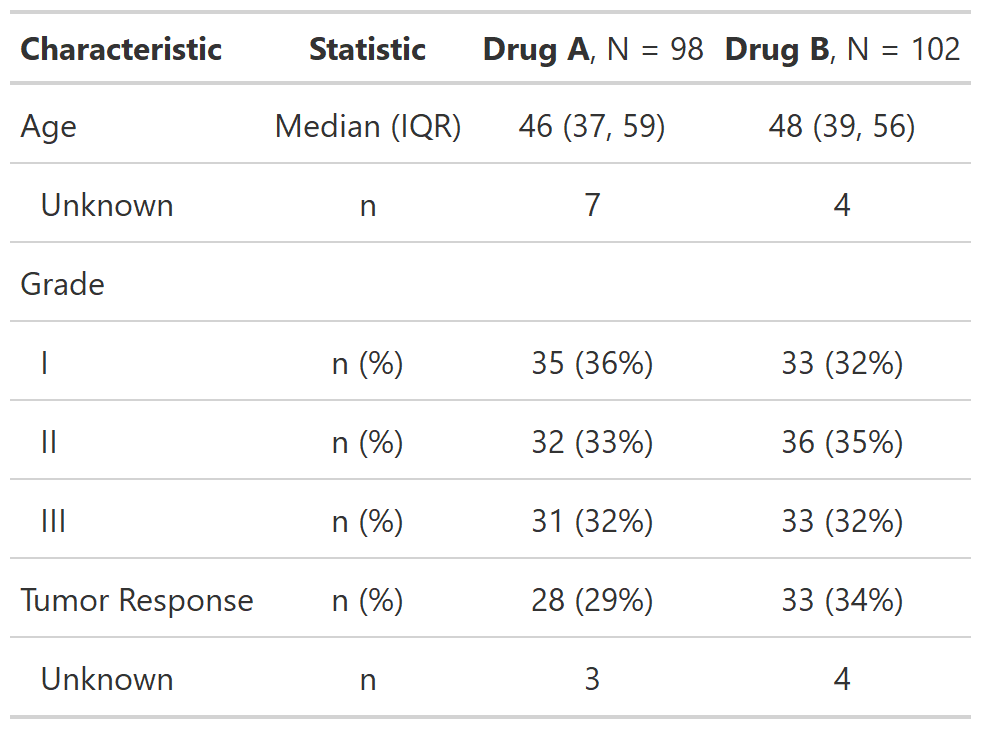 Characteristic Statistic Drug A, N = 98 Drug B, N = 102
Age Median (IQR) 46 (37, 59) 48 (39, 56)
Unknown n 7 4
Grade
I n (%) 35 (36%) 33 (32%)
II n (%) 32 (33%) 36 (35%)
III n (%) 31 (32%) 33 (32%)
Tumor Response n (%) 28 (29%) 33 (34%)
Unknown n 3 4